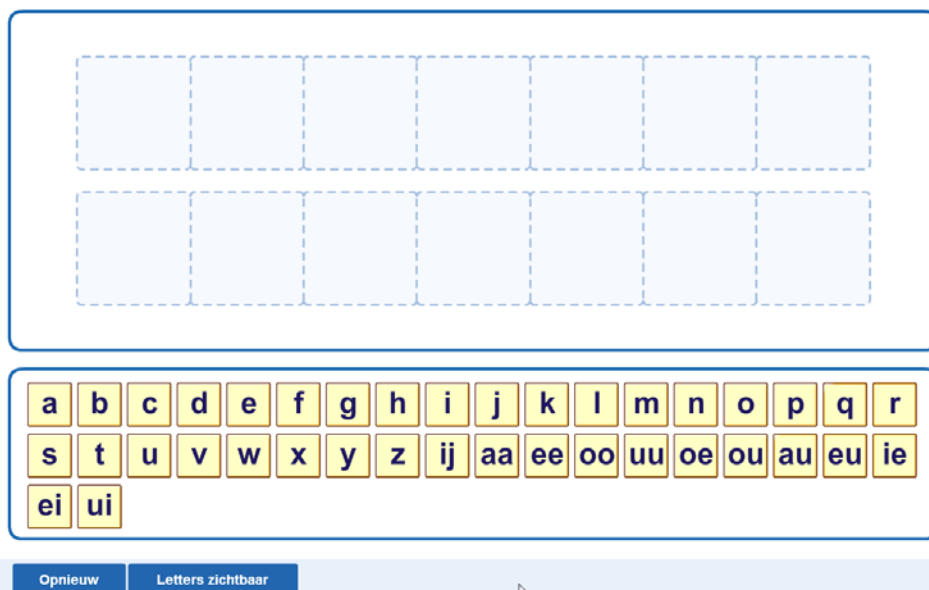 a b c d e f g h i j k l m n o p q r
s t u v w x y z ij aa ee oo uu oe ou au eu ie
ei ui
Opnieuw Letters zichtbaar